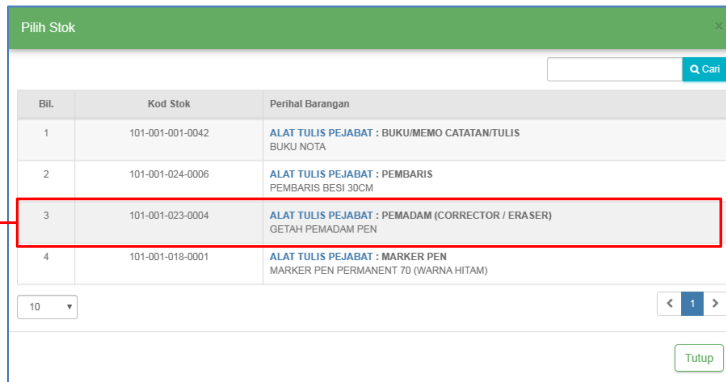 Pilih Stok ×
Cari
Bil. Kod Stok Perihal Barangan
1 101-001-001-0042 ALAT TULIS PEJABAT : BUKU/MEMO CATATAN/TULIS
BUKU NOTA
2 101-001-024-0006 ALAT TULIS PEJABAT : PEMBARIS
PEMBARIS BESI 30CM
3 101-001-023-0004 ALAT TULIS PEJABAT : PEMADAM (CORRECTOR / ERASER)
GETAH PEMADAM PEN
4 101-001-018-0001 ALAT TULIS PEJABAT : MARKER PEN
MARKER PEN PERMANENT 70 (WARNA HITAM)
10 < 1 >
Tutup